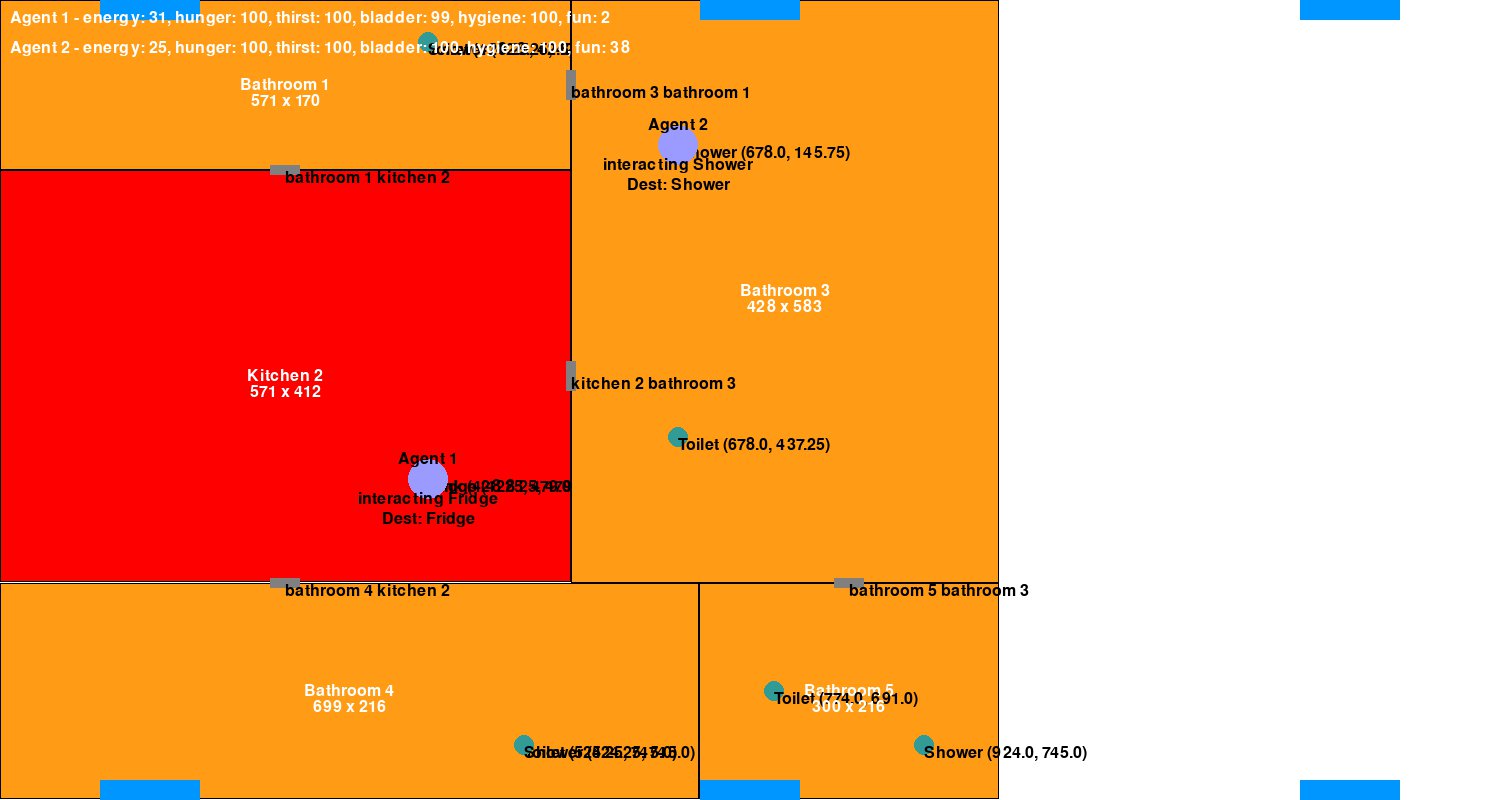 Agent 1 - energy: 31, hunger: 100, thirst: 100, bladder: 99, hygiene: 100, fun: 2
Agent 2 - energy: 25, hunger: 100, thirst: 100, bladder: 100, hygiene: 100, fun: 38
Bathroom 1
571 x 170
bathroom 3 bathroom 1
Agent 2
(678.0, 145.75)
interacting Shower
Dest: Shower
bathroom 1 kitchen 2
Bathroom 3
428 x 583
Kitchen 2
571 x 412
kitchen 2 bathroom 3
Toilet (678.0, 437.25)
Agent 1
interacting Fridge
Dest: Fridge
bathroom 4 kitchen 2
bathroom 5 bathroom 3
Bathroom 4
699 x 216
Bathroom 5
300 x 216
Toilet (774.0, 691.0)
Shower (924.0, 745.0)